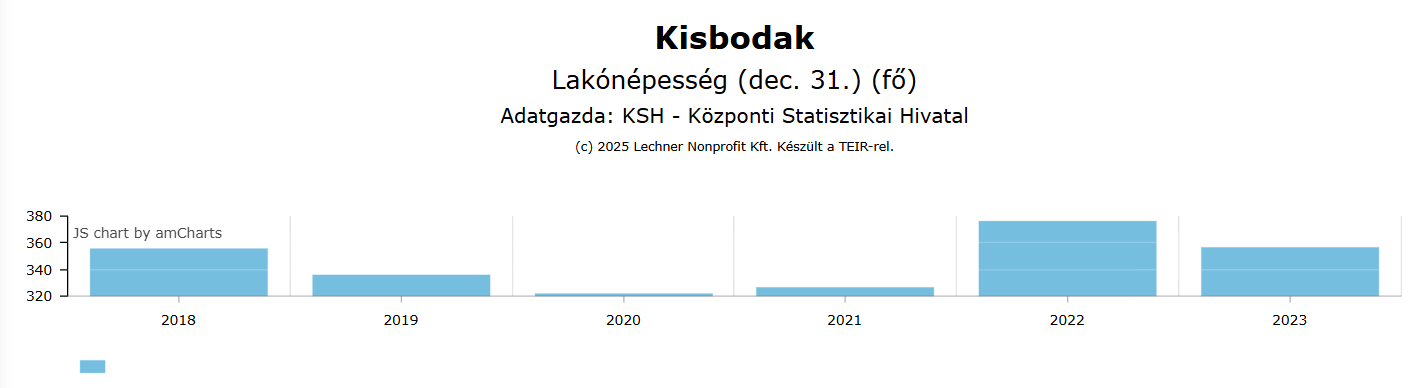 Kisbodak
Lakónépesség (dec. 31.) (fő)
Adatgazda: KSH - Központi Statisztikai Hivatal
(c) 2025 Lechner Nonprofit Kft. Készült a TEIR-rel.
380
JS chart by amCharts
360
340
320
2018 2019 2020 2021 2022 2023